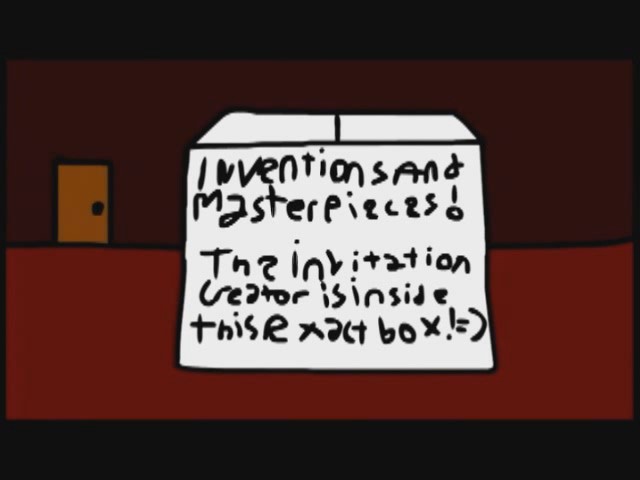 Inventions And
Masterpieces!
The invitation
Creator is inside
this Exact box!=)